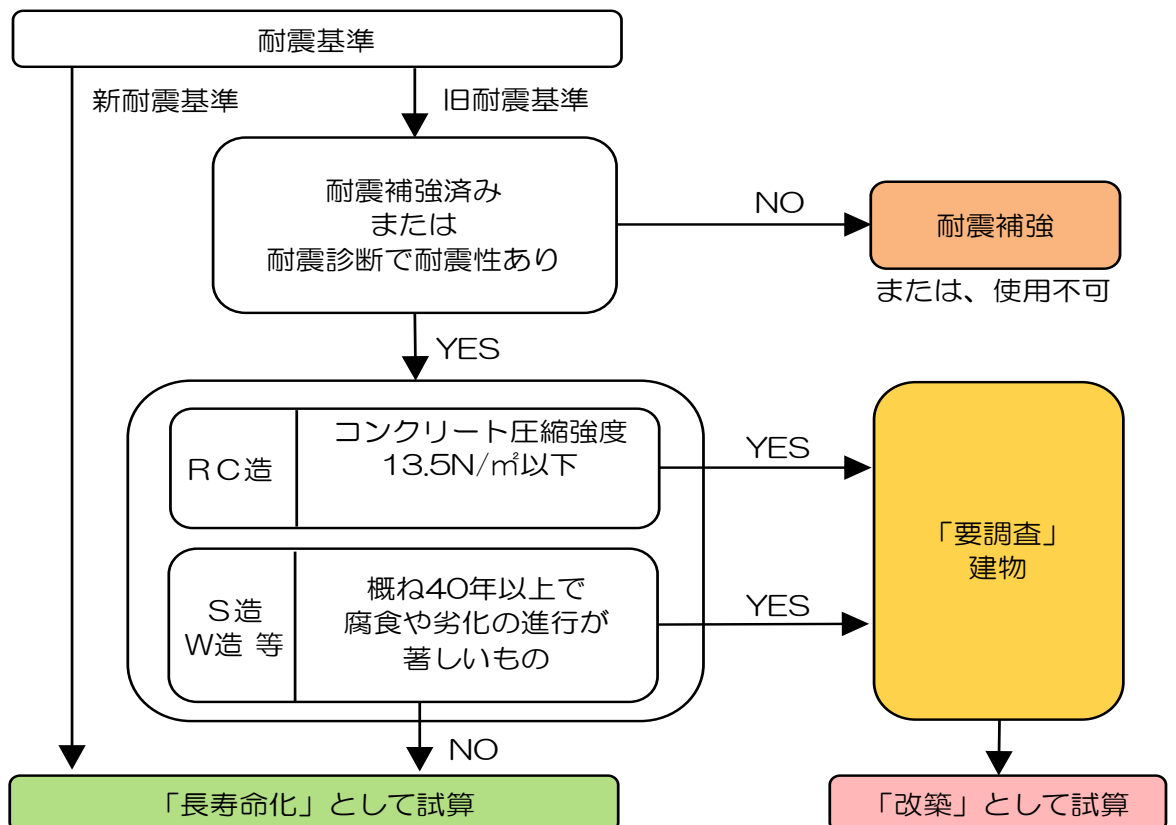 耐震基準
新耐震基準
旧耐震基準
耐震補強済み
または
耐震診断で耐震性あり
NO
耐震補強
または、使用不可
YES
RC造
コンクリート圧縮強度
13.5N/㎡以下
YES
「要調査」
建物
S造
W造 等
概ね40年以上で
腐食や劣化の進行が
著しいもの
YES
NO
「長寿命化」として試算
「改築」として試算